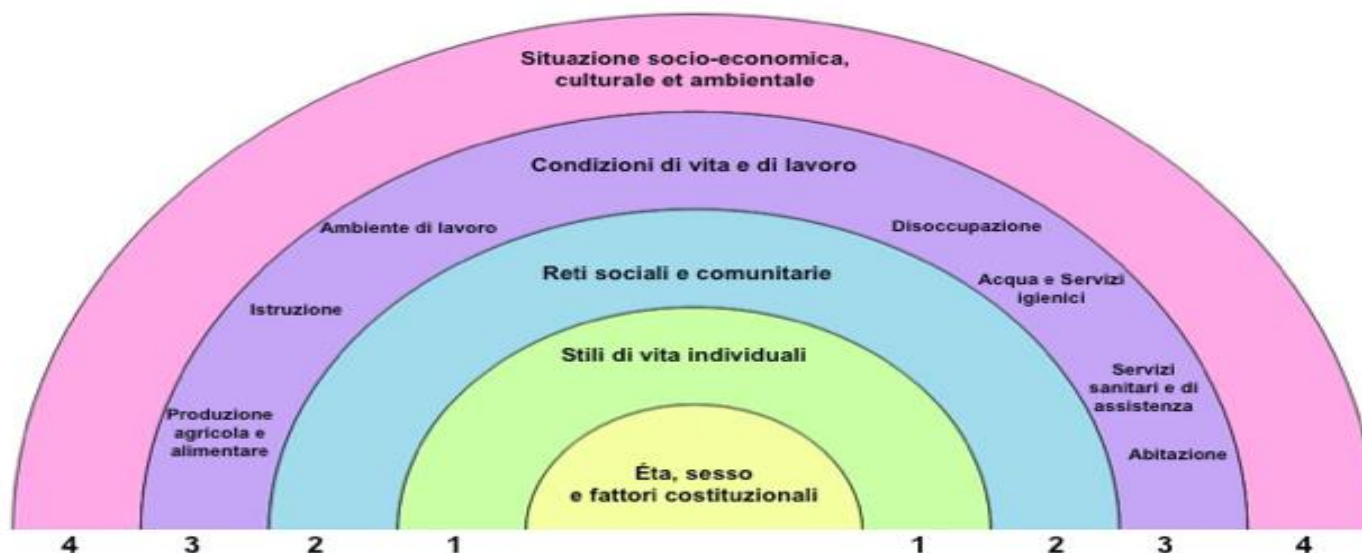 Situazione socio-economica,
culturale et ambientale
Condizioni di vita e di lavoro
Ambiente di lavoro
Disoccupazione
Reti sociali e comunitarie
Acqua e Servizi
igienici
Istruzione
Stili di vita individuali
Servizi
sanitari e di
assistenza
Produzione
agricola e
alimentare
Abitazione
Éta, sesso
e fattori costituzionali
4 3 2 1 1 2 3 4